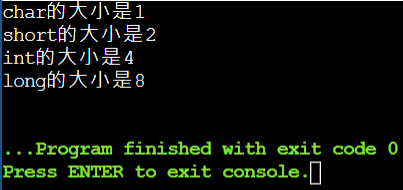 char的大小是1
short的大小是2
int的大小是4
long的大小是8
...Program finished with exit code 0
Press ENTER to exit console.